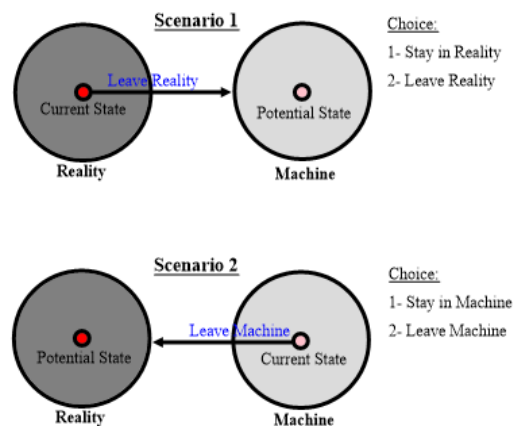 Scenario 1
Choice:
1- Stay in Reality
2- Leave Reality
Leave Reality
Current State
Potential State
Reality
Machine
Scenario 2
Choice:
1- Stay in Machine
2- Leave Machine
Leave Machine
Potential State
Current State
Reality
Machine